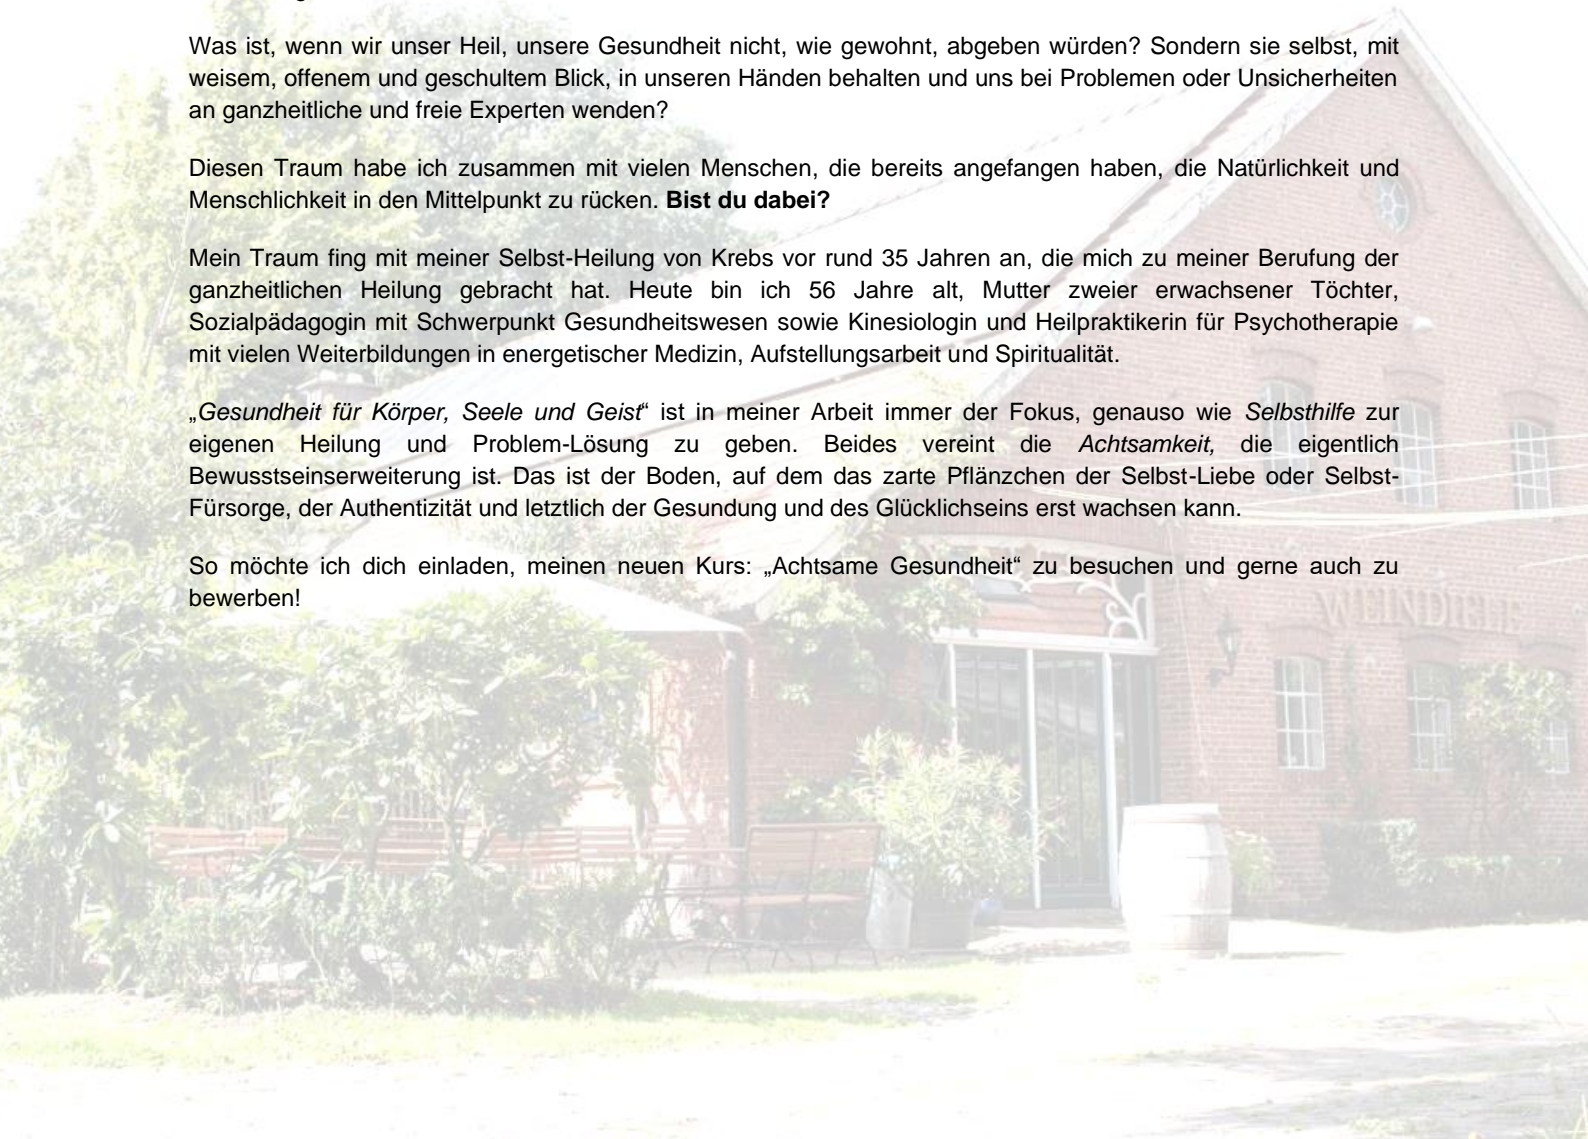 Was ist, wenn wir unser Heil, unsere Gesundheit nicht, wie gewohnt, abgeben würden? Sondern sie selbst, mit
weisem, offenem und geschultem Blick, in unseren Händen behalten und uns bei Problemen oder Unsicherheiten
an ganzheitliche und freie Experten wenden?
Diesen Traum habe ich zusammen mit vielen Menschen, die bereits angefangen haben, die Natürlichkeit und
Menschlichkeit in den Mittelpunkt zu rücken. Bist du dabei?
Mein Traum fing mit meiner Selbst-Heilung von Krebs vor rund 35 Jahren an, die mich zu meiner Berufung der
ganzheitlichen Heilung gebracht hat. Heute bin ich 56 Jahre alt, Mutter zweier erwachsener Töchter,
Sozialpädagogin mit Schwerpunkt Gesundheitswesen sowie Kinesiologin und Heilpraktikerin für Psychotherapie
mit vielen Weiterbildungen in energetischer Medizin, Aufstellungsarbeit und Spiritualität.
„Gesundheit für Körper, Seele und Geist“ ist in meiner Arbeit immer der Fokus, genauso wie Selbsthilfe zur
eigenen Heilung und Problem-Lösung zu geben. Beides vereint die Achtsamkeit, die eigentlich
Bewusstseinserweiterung ist. Das ist der Boden, auf dem das zarte Pflänzchen der Selbst-Liebe oder Selbst-
Fürsorge, der Authentizität und letztlich der Gesundung und des Glücklichseins erst wachsen kann.
So möchte ich dich einladen, meinen neuen Kurs: „Achtsame Gesundheit“ zu besuchen und gerne auch zu
bewerben!
WEINDIELE